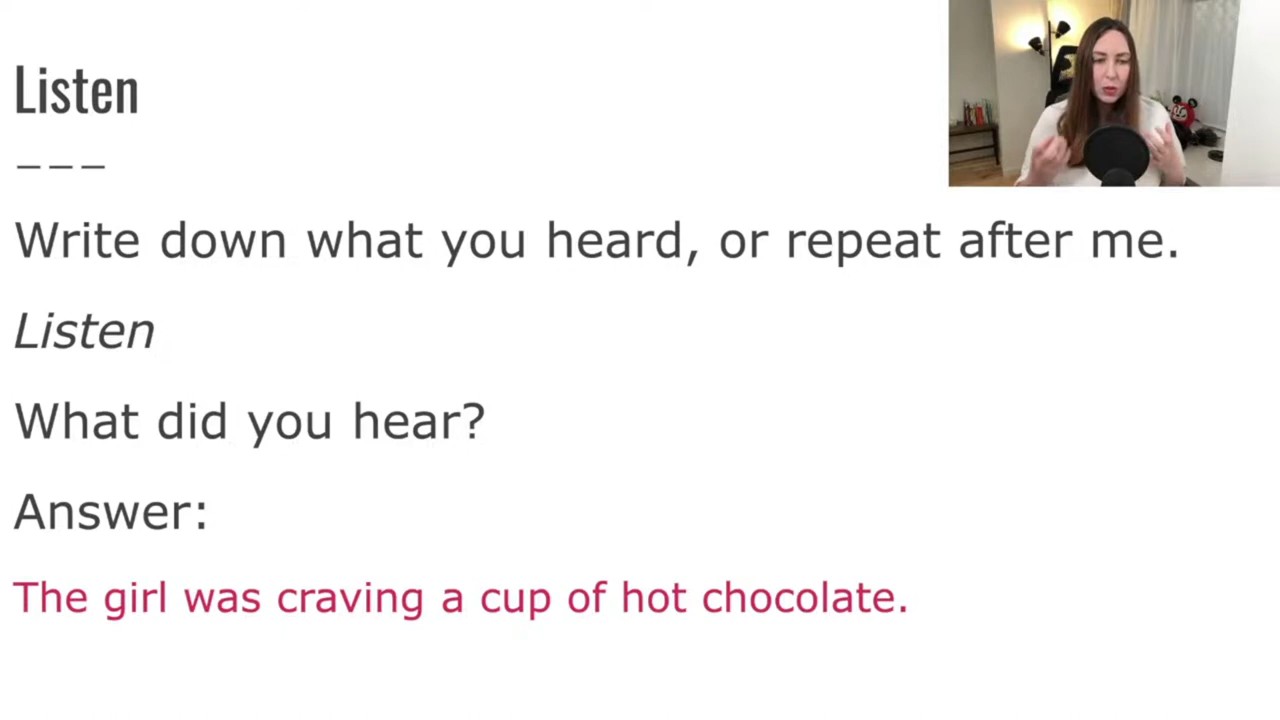 Listen
Write down what you heard, or repeat after me.
Listen
What did you hear?
Answer:
The girl was craving a cup of hot chocolate.